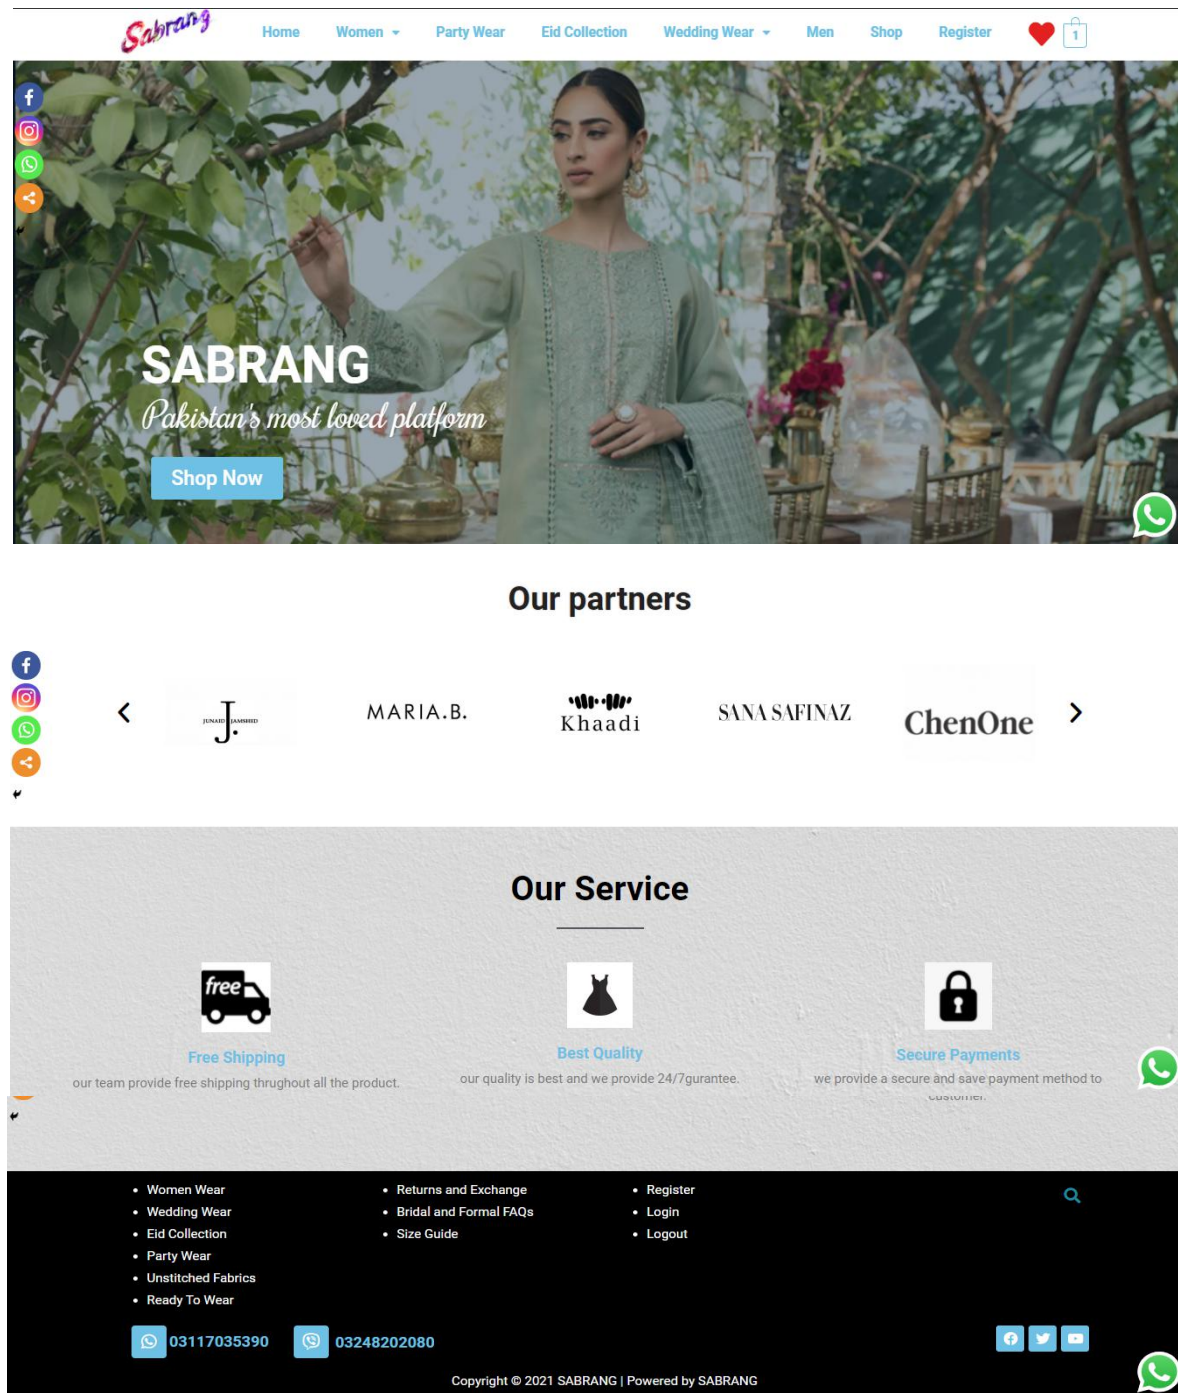 Sabrang
Home Women Party Wear Eid Collection Wedding Wear Men Shop Register 1
SABRANG
Pakistan's most loved platform
Shop Now
Our partners
J.
JUNAID JAMSHED
MARIA.B.
Khaadi
SANA SAFINAZ
ChenOne
Our Service
free
Free Shipping
our team provide free shipping thrughout all the product.
Best Quality
our quality is best and we provide 24/7gurantee.
Secure Payments
we provide a secure and save payment method to
customer.
Women Wear
Wedding Wear
Eid Collection
Party Wear
Unstitched Fabrics
Ready To Wear
Returns and Exchange
Bridal and Formal FAQs
Size Guide
Register
Login
Logout
03117035390
03248202080
Copyright © 2021 SABRANG | Powered by SABRANG